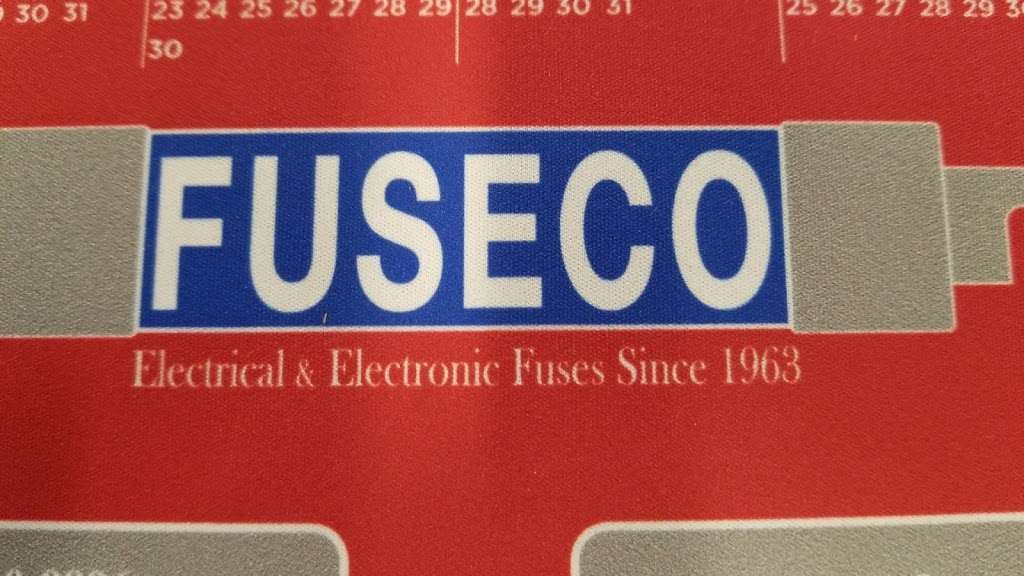 30 31
23 24 25 26 27 28 29
28 29 30 31
25 26 27 28 29
30
FUSECO
Electrical & Electronic Fuses Since 1963